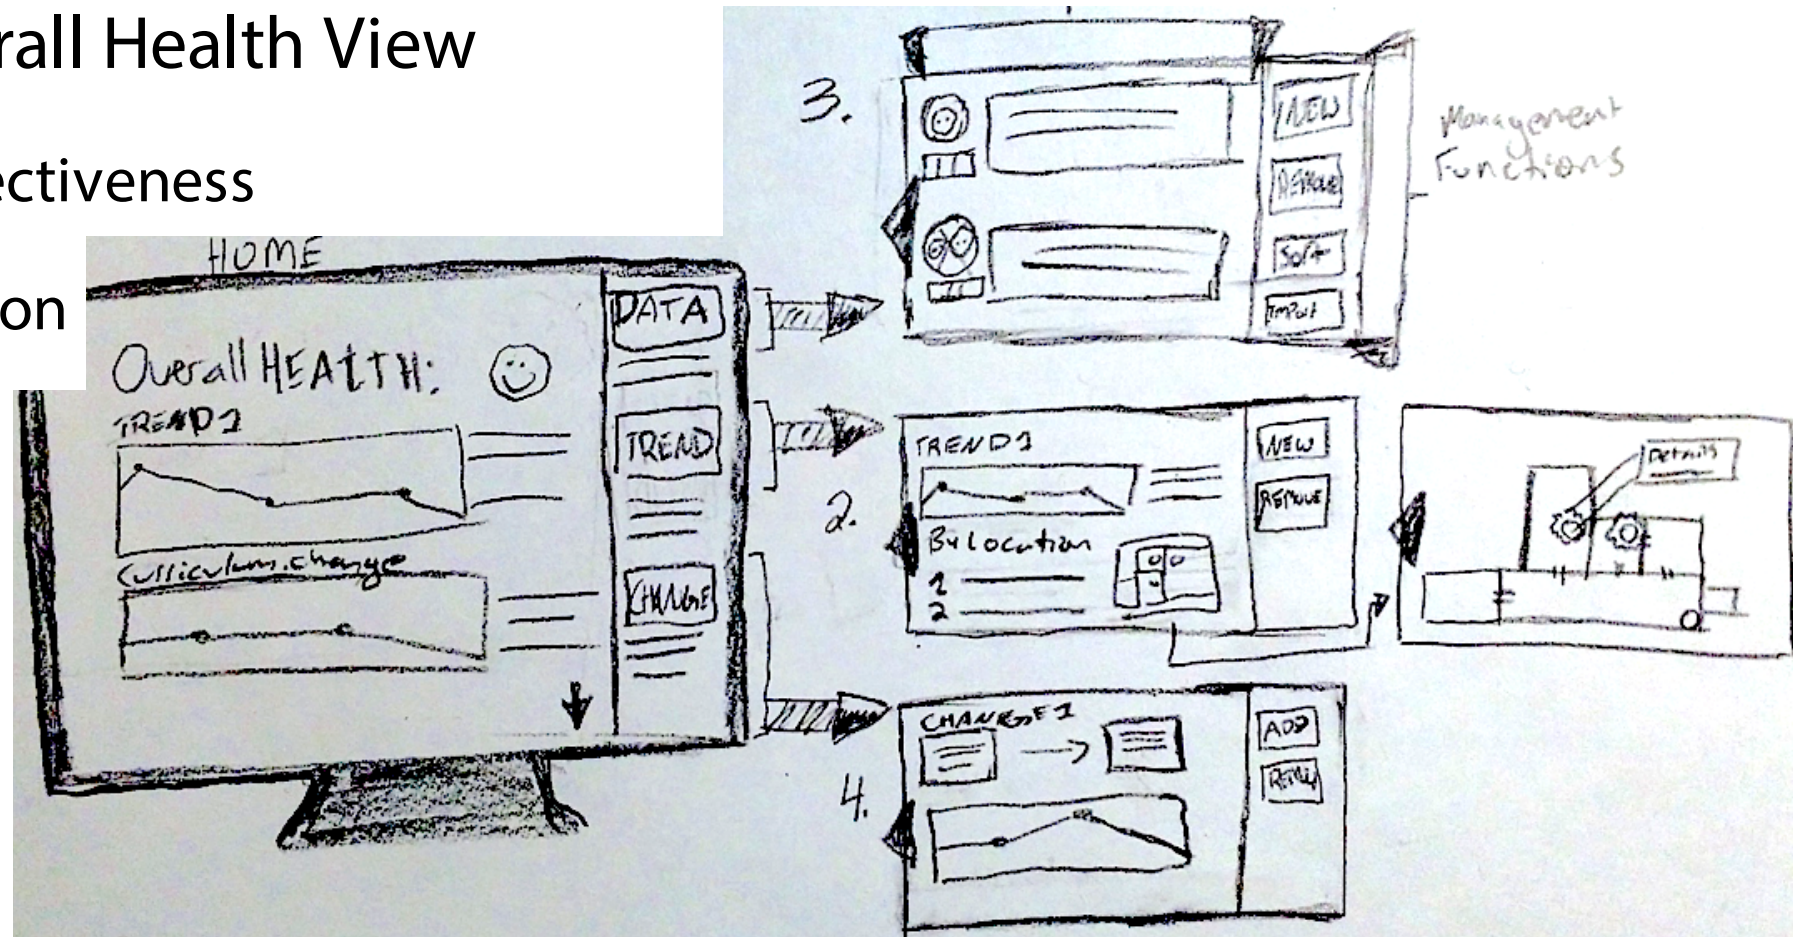 rall Health View
ectiveness
on
HOME
Overall HEALTH:
TREND 1
Curriculum.change
DATA
TREND
CHANGE
3.
NEW
REMOVE
Sort
Import
Management
Functions
2.
TREND 1
By Location
1
2
NEW
REMOVE
Details
4.
CHANGE 1
ADD